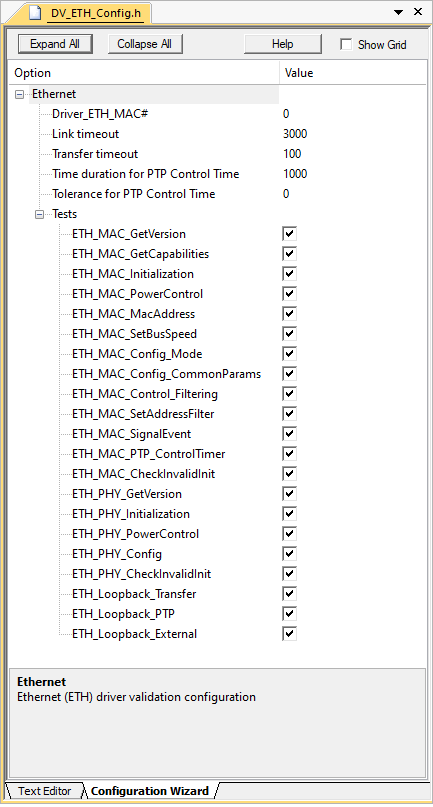 DV_ETH_Config.h
Expand All Collapse All Help Show Grid
Option Value
Ethernet
Driver_ETH_MAC# 0
Link timeout 3000
Transfer timeout 100
Time duration for PTP Control Time 1000
Tolerance for PTP Control Time 0
Tests
ETH_MAC_GetVersion
ETH_MAC_GetCapabilities
ETH_MAC_Initialization
ETH_MAC_PowerControl
ETH_MAC_MacAddress
ETH_MAC_SetBusSpeed
ETH_MAC_Config_Mode
ETH_MAC_Config_CommonParams
ETH_MAC_Control_Filtering
ETH_MAC_SetAddressFilter
ETH_MAC_SignalEvent
ETH_MAC_PTP_ControlTimer
ETH_MAC_CheckInvalidInit
ETH_PHY_GetVersion
ETH_PHY_Initialization
ETH_PHY_PowerControl
ETH_PHY_Config
ETH_PHY_CheckInvalidInit
ETH_Loopback_Transfer
ETH_Loopback_PTP
ETH_Loopback_External
Ethernet
Ethernet (ETH) driver validation configuration
Text Editor Configuration Wizard